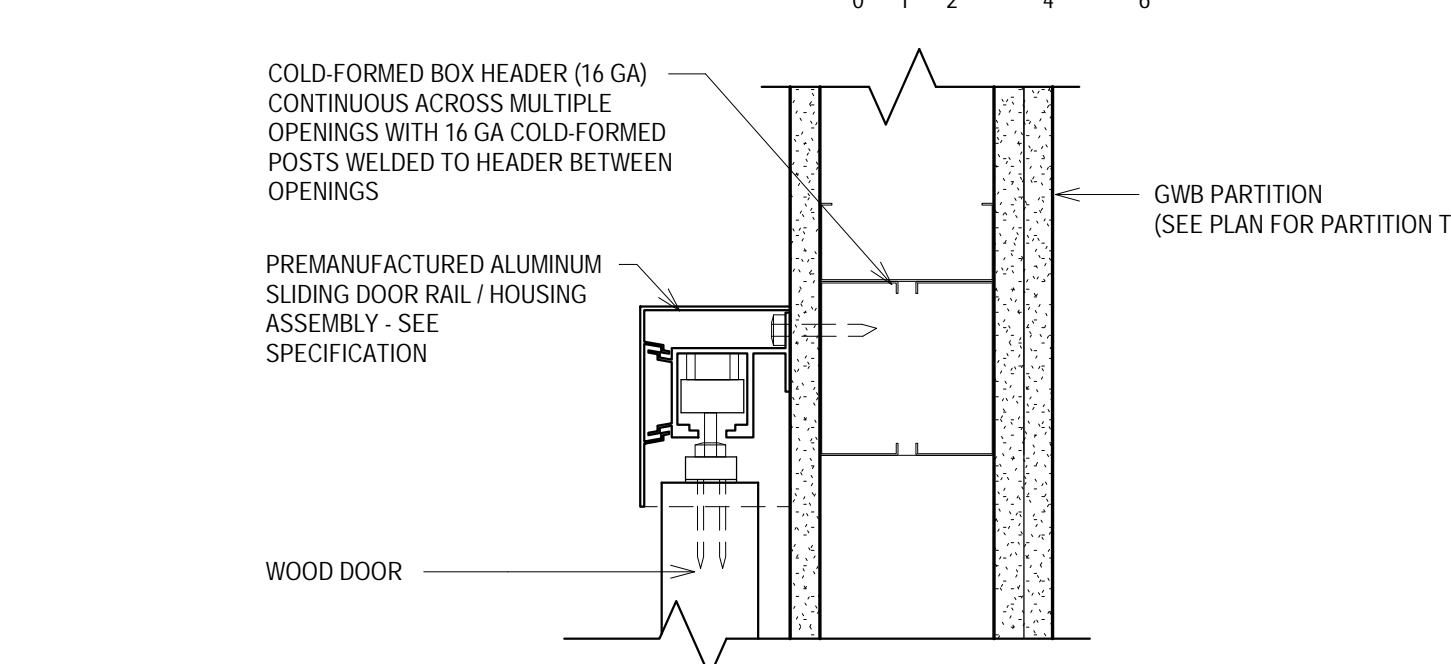 0 1 2 4 6
COLD-FORMED BOX HEADER (16 GA)
CONTINUOUS ACROSS MULTIPLE
OPENINGS WITH 16 GA COLD-FORMED
POSTS WELDED TO HEADER BETWEEN
OPENINGS
GWB PARTITION
(SEE PLAN FOR PARTITION T
PREMANUFACTURED ALUMINUM
SLIDING DOOR RAIL / HOUSING
ASSEMBLY - SEE
SPECIFICATION
WOOD DOOR